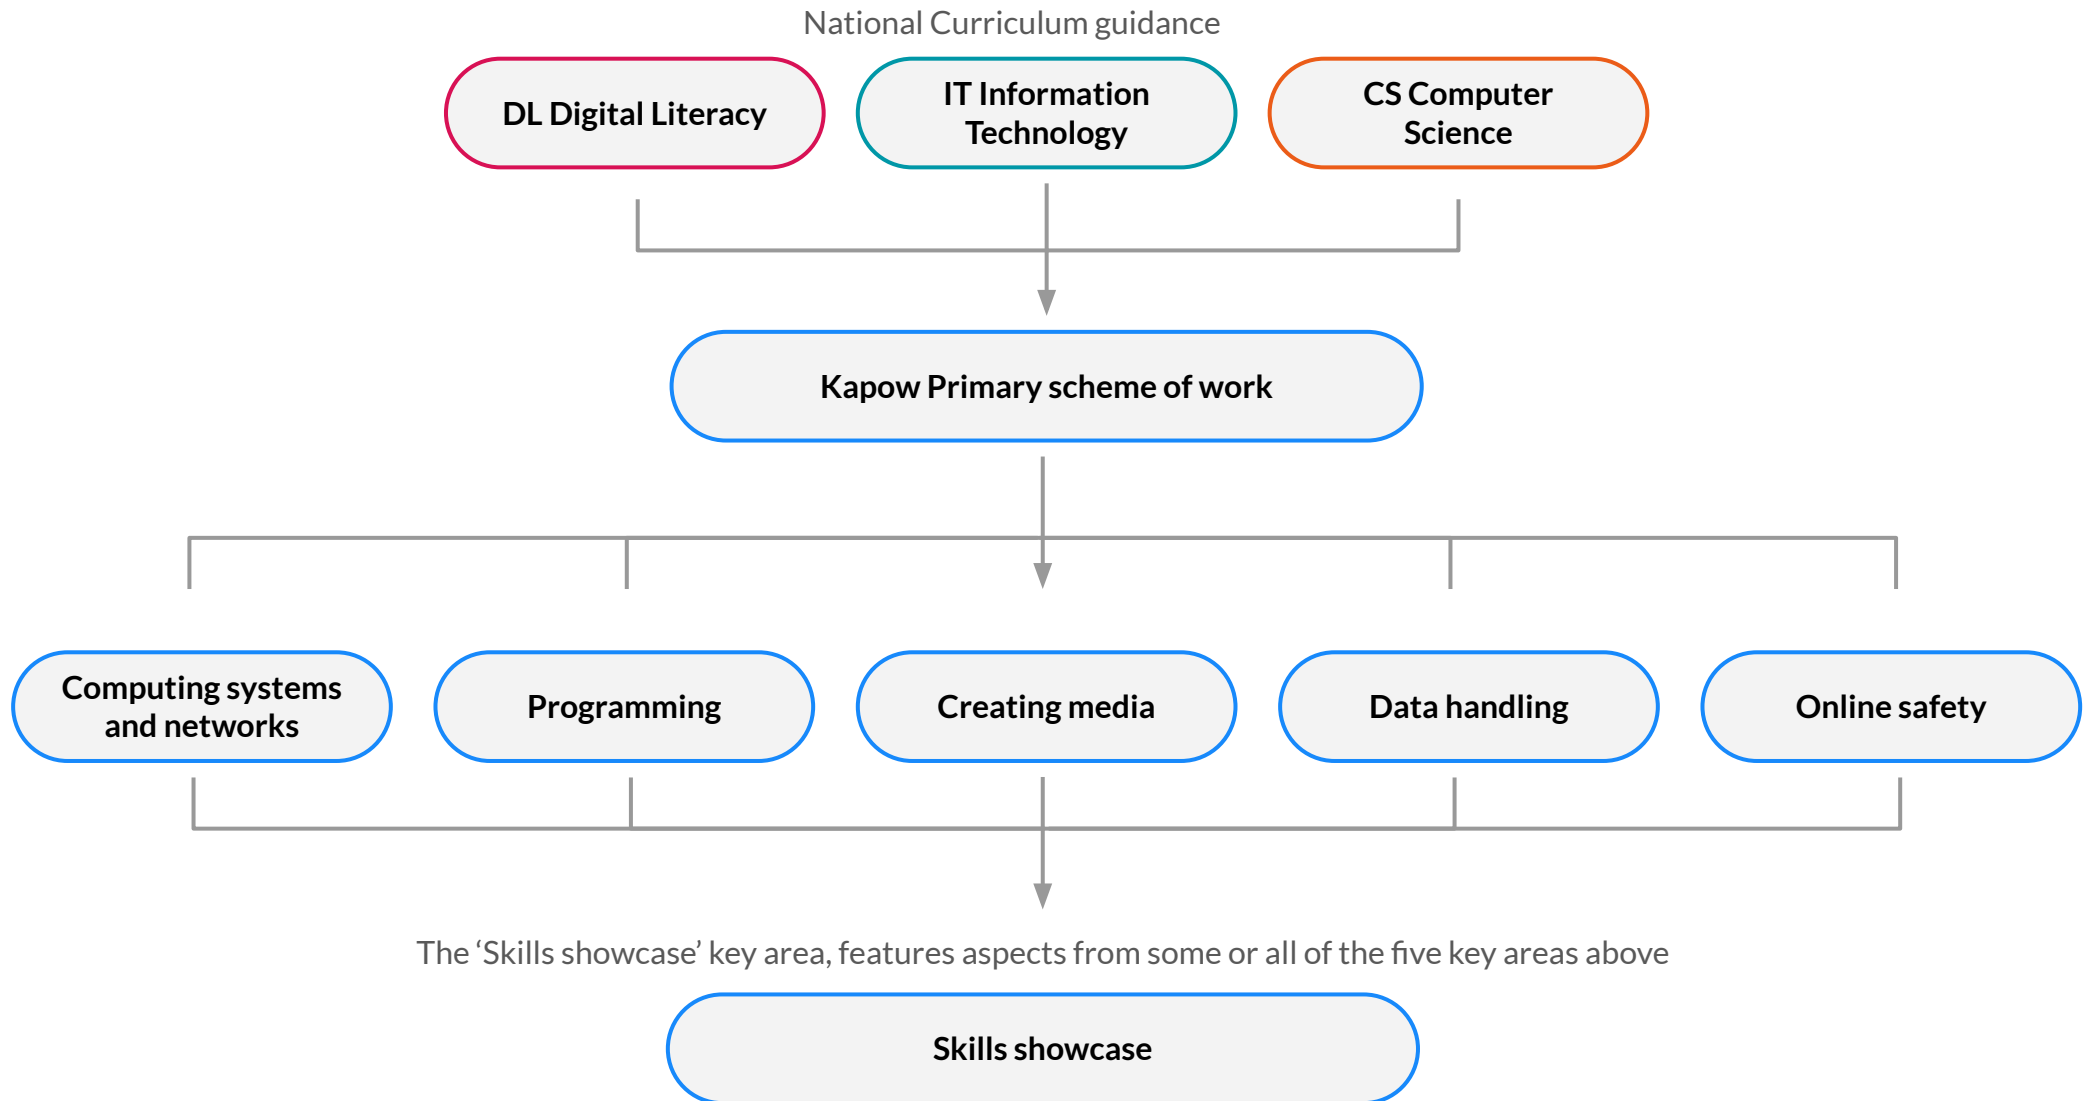 National Curriculum guidance
DL Digital Literacy
IT Information
Technology
CS Computer
Science
Kapow Primary scheme of work
Computing systems
and networks
Programming
Creating media
Data handling
Online safety
The ‘Skills showcase’ key area, features aspects from some or all of the five key areas above
Skills showcase